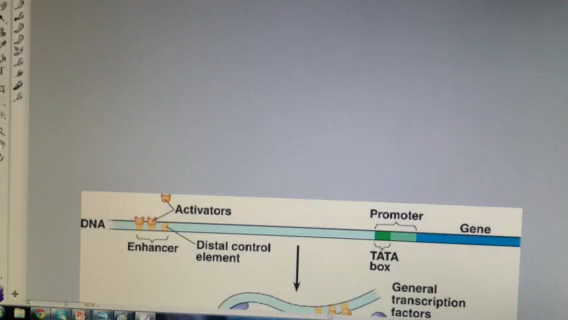 Activators
Promoter
DNA
Gene
Enhancer
Distal control
element
TATA
box
General
transcription
factors